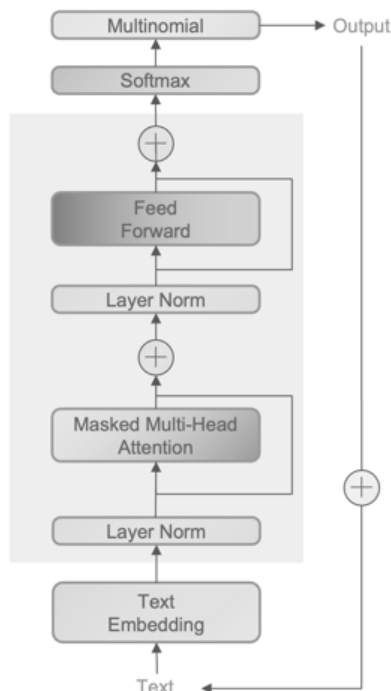 Multinomial
Output
Softmax
Feed
Forward
Layer Norm
Masked Multi-Head
Attention
Layer Norm
Text
Embedding
Text